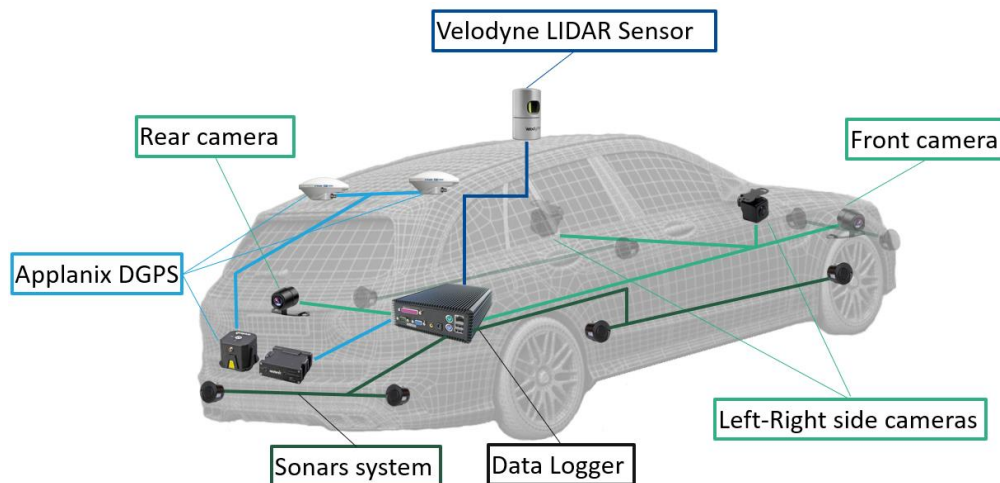 Velodyne LIDAR Sensor
Rear camera
Front camera
Applanix DGPS
Left-Right side cameras
Sonars system
Data Logger